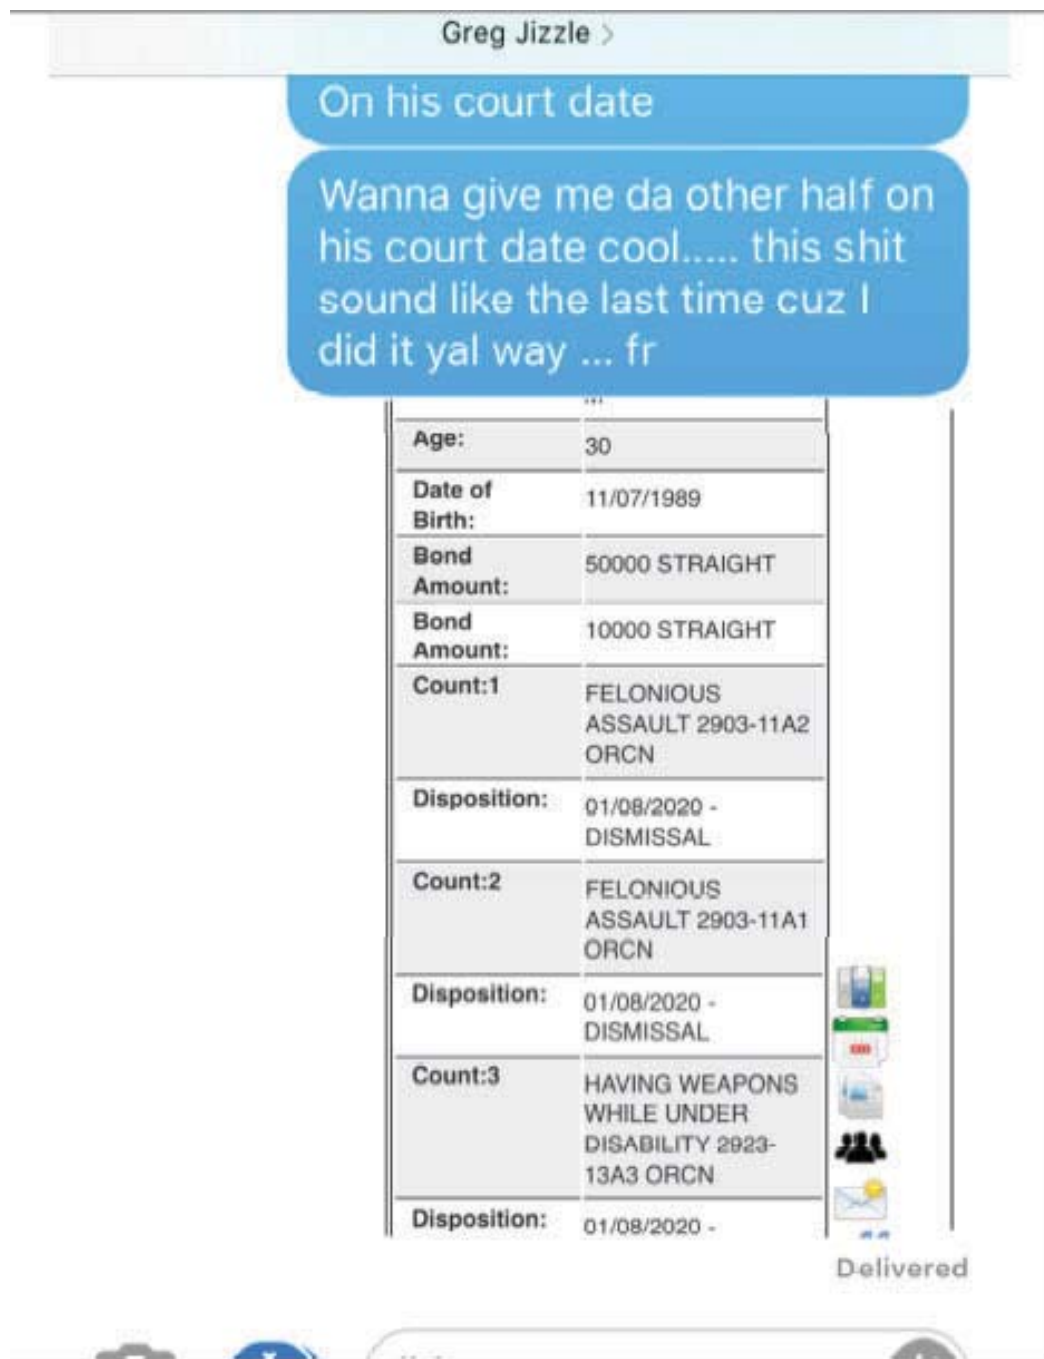 Greg Jizzle >
On his court date
Wanna give me da other half on
his court date cool..... this shit
sound like the last time cuz I
did it yal way ... fr
Age: 30
Date of Birth: 11/07/1989
Bond Amount: 50000 STRAIGHT
Bond Amount: 10000 STRAIGHT
Count:1 FELONIOUS
ASSAULT 2903-11A2
ORCN
Disposition: 01/08/2020 -
DISMISSAL
Count:2 FELONIOUS
ASSAULT 2903-11A1
ORCN
Disposition: 01/08/2020 -
DISMISSAL
Count:3 HAVING WEAPONS
WHILE UNDER
DISABILITY 2923-
13A3 ORCN
Disposition: 01/08/2020 -
Delivered